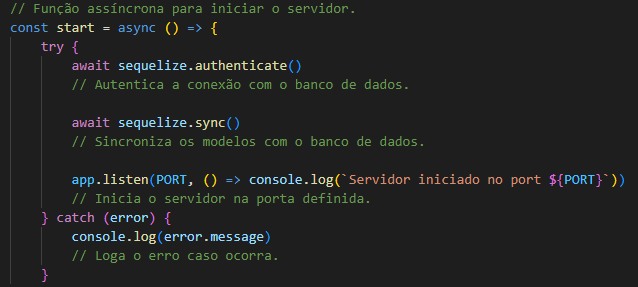 // Função assíncrona para iniciar o servidor.
const start = async () => {
    try {
        await sequelize.authenticate()
        // Autentica a conexão com o banco de dados.

        await sequelize.sync()
        // Sincroniza os modelos com o banco de dados.

        app.listen(PORT, () => console.log(`Servidor iniciado no port ${PORT}`))
        // Inicia o servidor na porta definida.
    } catch (error) {
        console.log(error.message)
        // Loga o erro caso ocorra.
    }